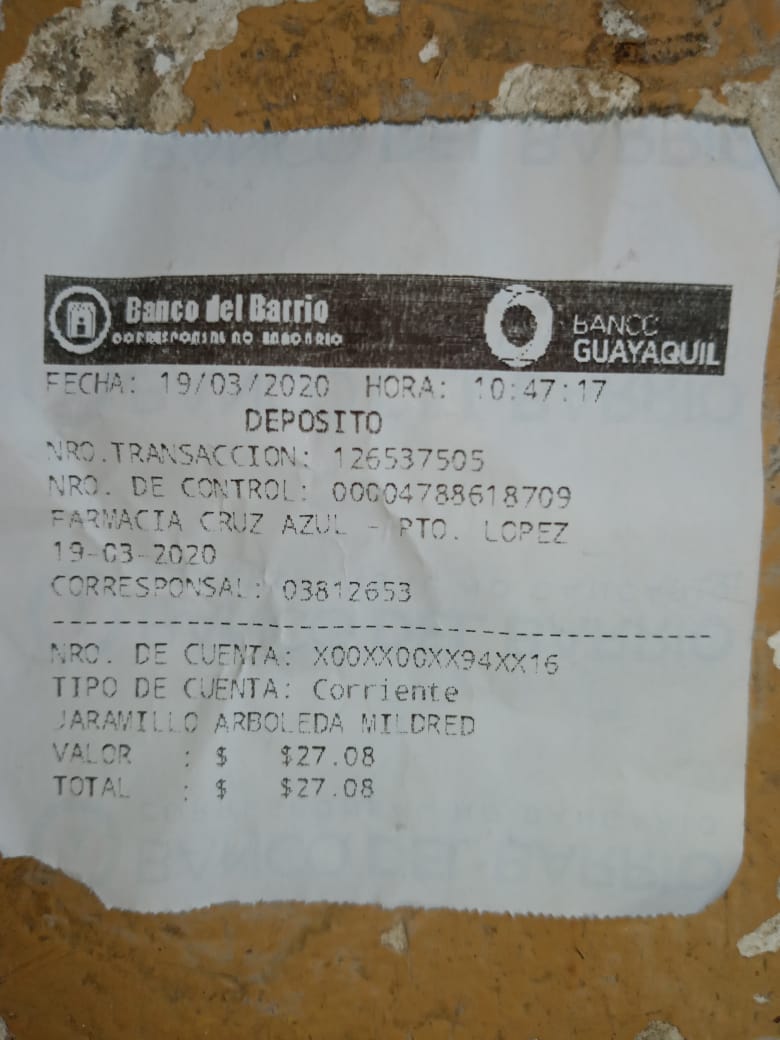 Banco del Barrio
CORRESPONSAL NO BANCARIO
BANCO
GUAYAQUIL
FECHA: 19/03/2020 HORA: 10:47:17
DEPOSITO
NRO.TRANSACCION: 126537505
NRO. DE CONTROL: 00004788618709
FARMACIA CRUZ AZUL - PTO. LOPEZ
19-03-2020
CORRESPONSAL: 03812653
NRO. DE CUENTA: X00XX00XX94XX16
TIPO DE CUENTA: Corriente
JARAMILLO ARBOLEDA MILDRED
VALOR : $ $27.08
TOTAL : $ $27.08